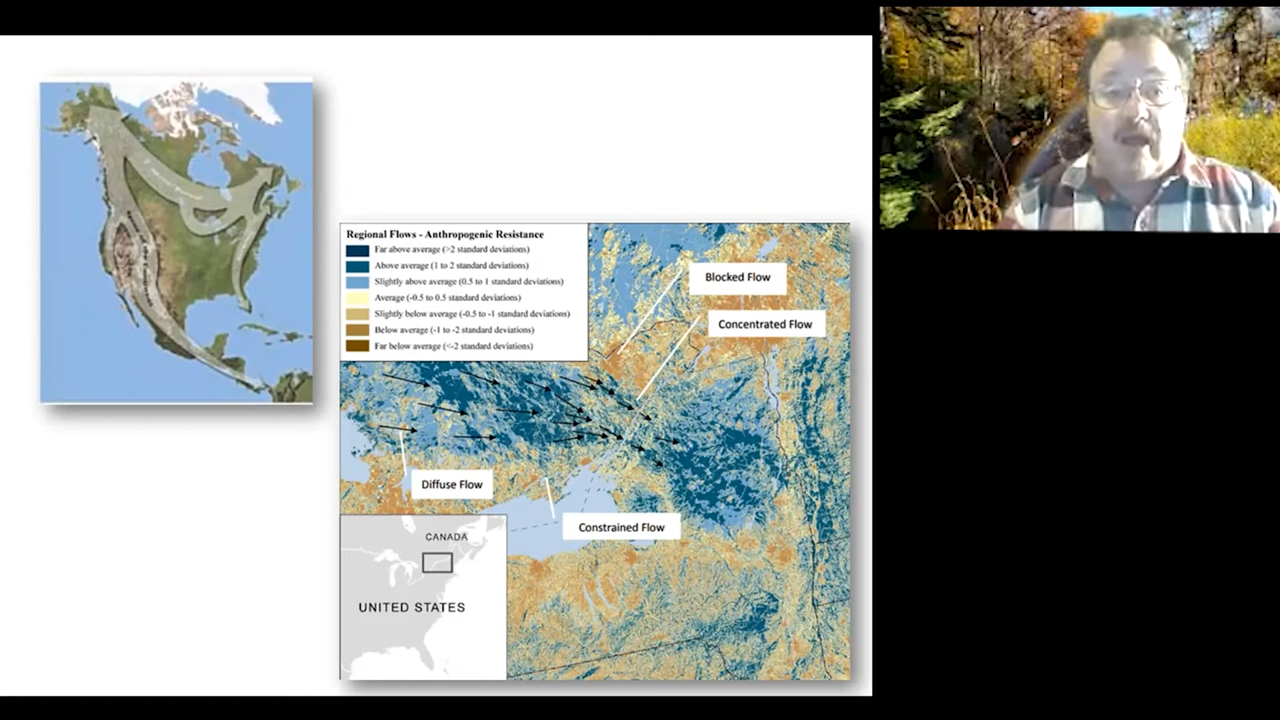 Regional Flows - Anthropogenic Resistance
Far above average (>2 standard deviations)
Above average (1 to 2 standard deviations)
Slightly above average (0.5 to 1 standard deviations)
Average (-0.5 to 0.5 standard deviations)
Slightly below average (-0.5 to -1 standard deviations)
Below average (-1 to -2 standard deviations)
Far below average (<-2 standard deviations)
Blocked Flow
Concentrated Flow
Diffuse Flow
Constrained Flow
CANADA
UNITED STATES